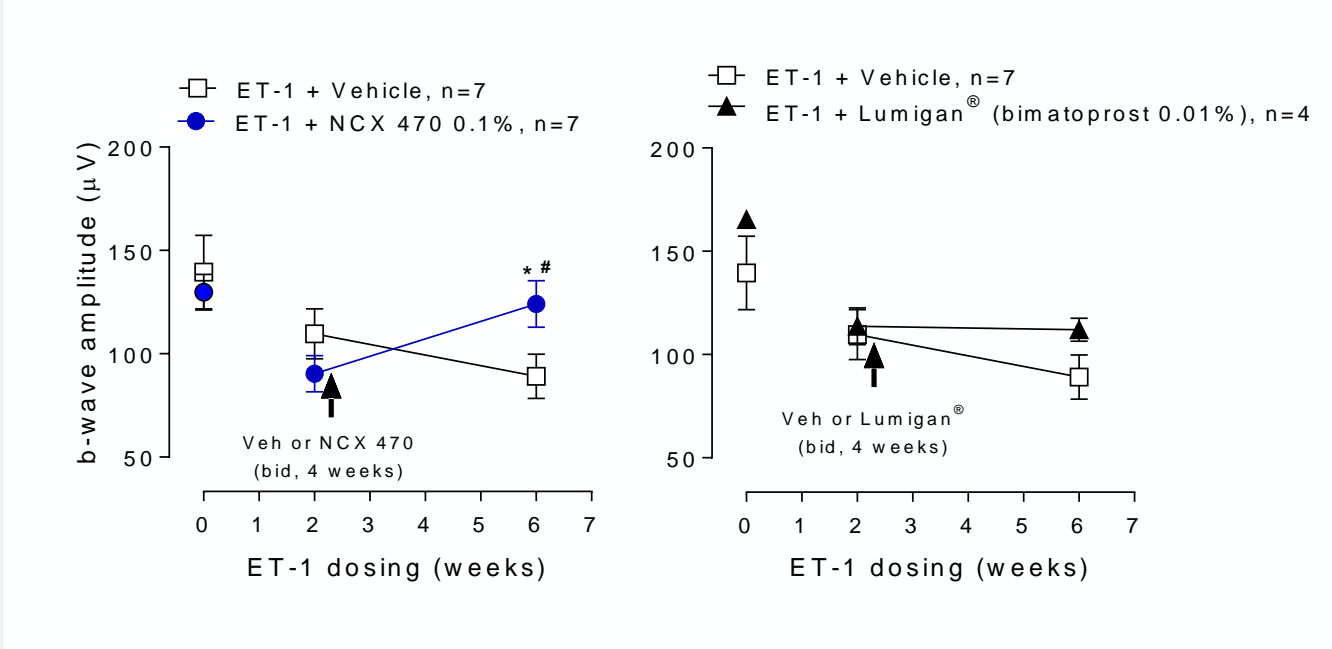 ET-1 + Vehicle, n=7
ET-1 + NCX 470 0.1%, n=7
b-wave amplitude (μV)
200
150
100
50
* #
Veh or NCX 470
(bid, 4 weeks)
0 1 2 3 4 5 6 7
ET-1 dosing (weeks)
ET-1 + Vehicle, n=7
ET-1 + Lumigan® (bimatoprost 0.01%), n=4
200
150
100
50
Veh or Lumigan®
(bid, 4 weeks)
0 1 2 3 4 5 6 7
ET-1 dosing (weeks)